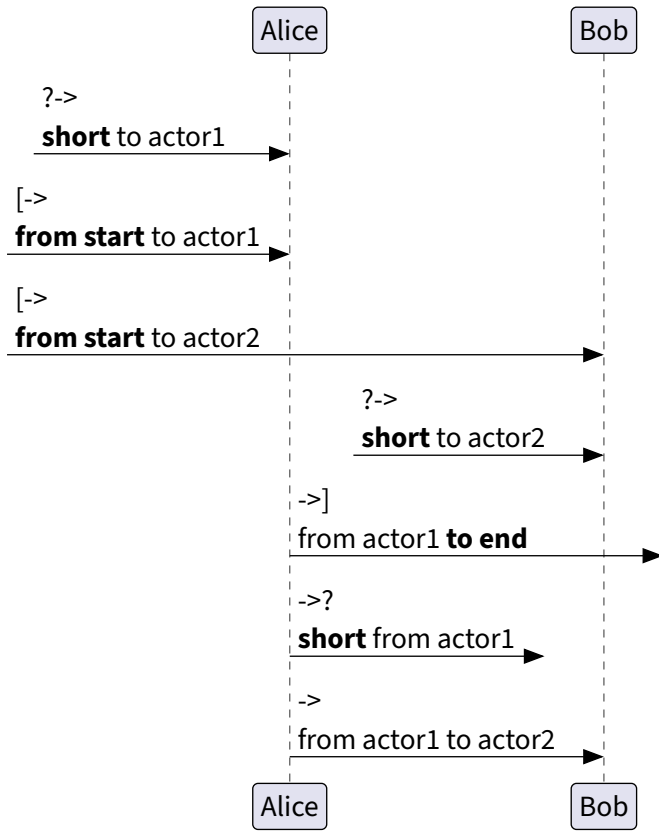 Alice Bob
?->
short to actor1
[->
from start to actor1
[->
from start to actor2
?->
short to actor2
->]
from actor1 to end
->?
short from actor1
->
from actor1 to actor2
Alice Bob